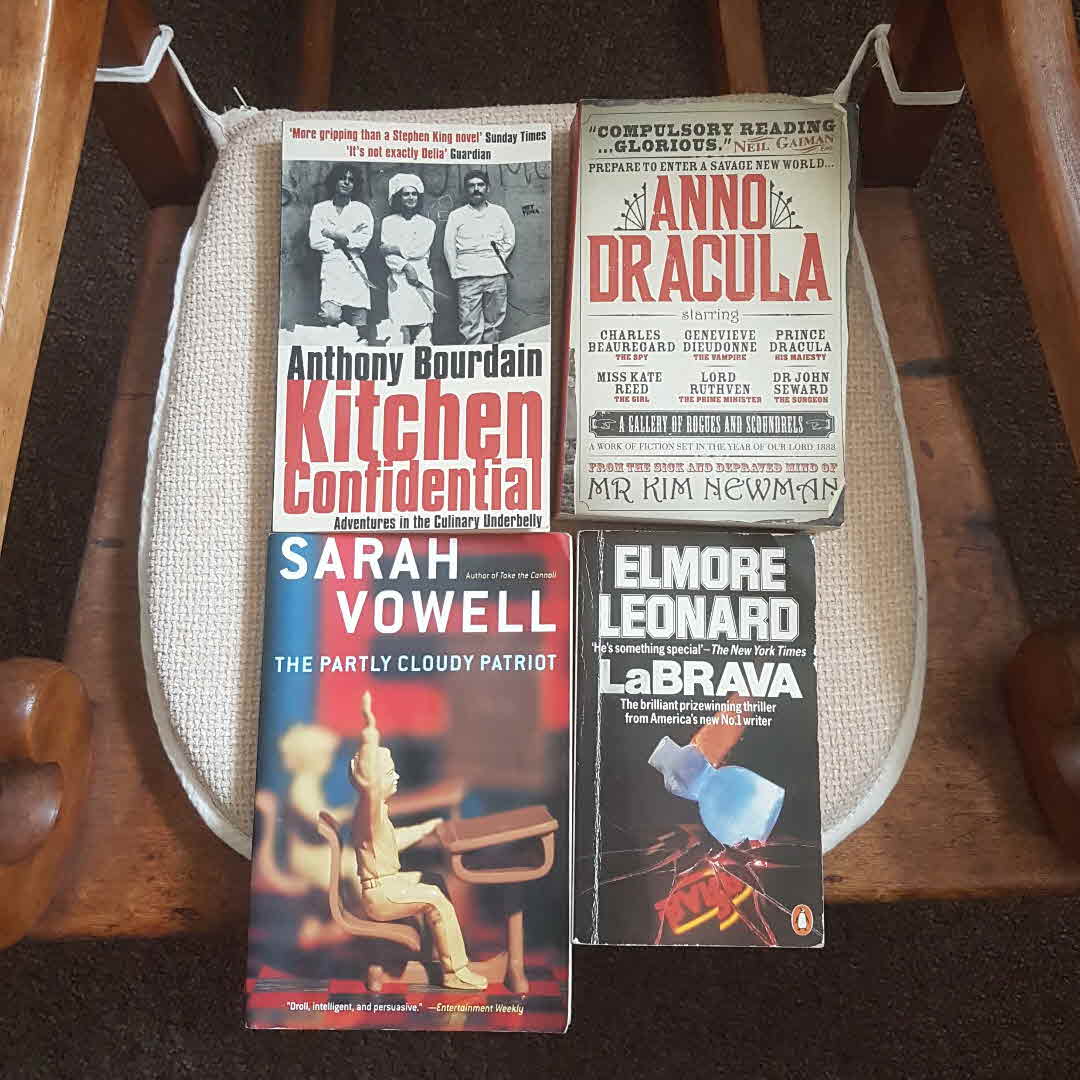 'More gripping than a Stephen King novel' Sunday Times
'It's not exactly Delia' Guardian
Anthony Bourdain
Kitchen
Confidential
Adventures in the Culinary Underbelly
"COMPULSORY READING
...GLORIOUS." NEIL GAIMAN
PREPARE TO ENTER A SAVAGE NEW WORLD...
ANNO
DRACULA
starring
CHARLES BEAUREGARD THE SPY
GENEVIEVE DIEUDONNE THE VAMPIRE
PRINCE DRACULA HIS MAJESTY
MISS KATE REED THE GIRL
LORD RUTHVEN THE PRIME MINISTER
DR JOHN SEWARD THE SURGEON
A GALLERY OF ROGUES AND SCOUNDRELS
A WORK OF FICTION SET IN THE YEAR OF OUR LORD 1888
FROM THE SICK AND DEPRAVED MIND OF
MR KIM NEWMAN
SARAH
Author of Take the Cannoli
VOWELL
THE PARTLY CLOUDY PATRIOT
"Droll, intelligent, and persuasive." —Entertainment Weekly
ELMORE
LEONARD
'He's something special'–The New York Times
LaBRAVA
The brilliant prizewinning thriller
from America's new No.1 writer